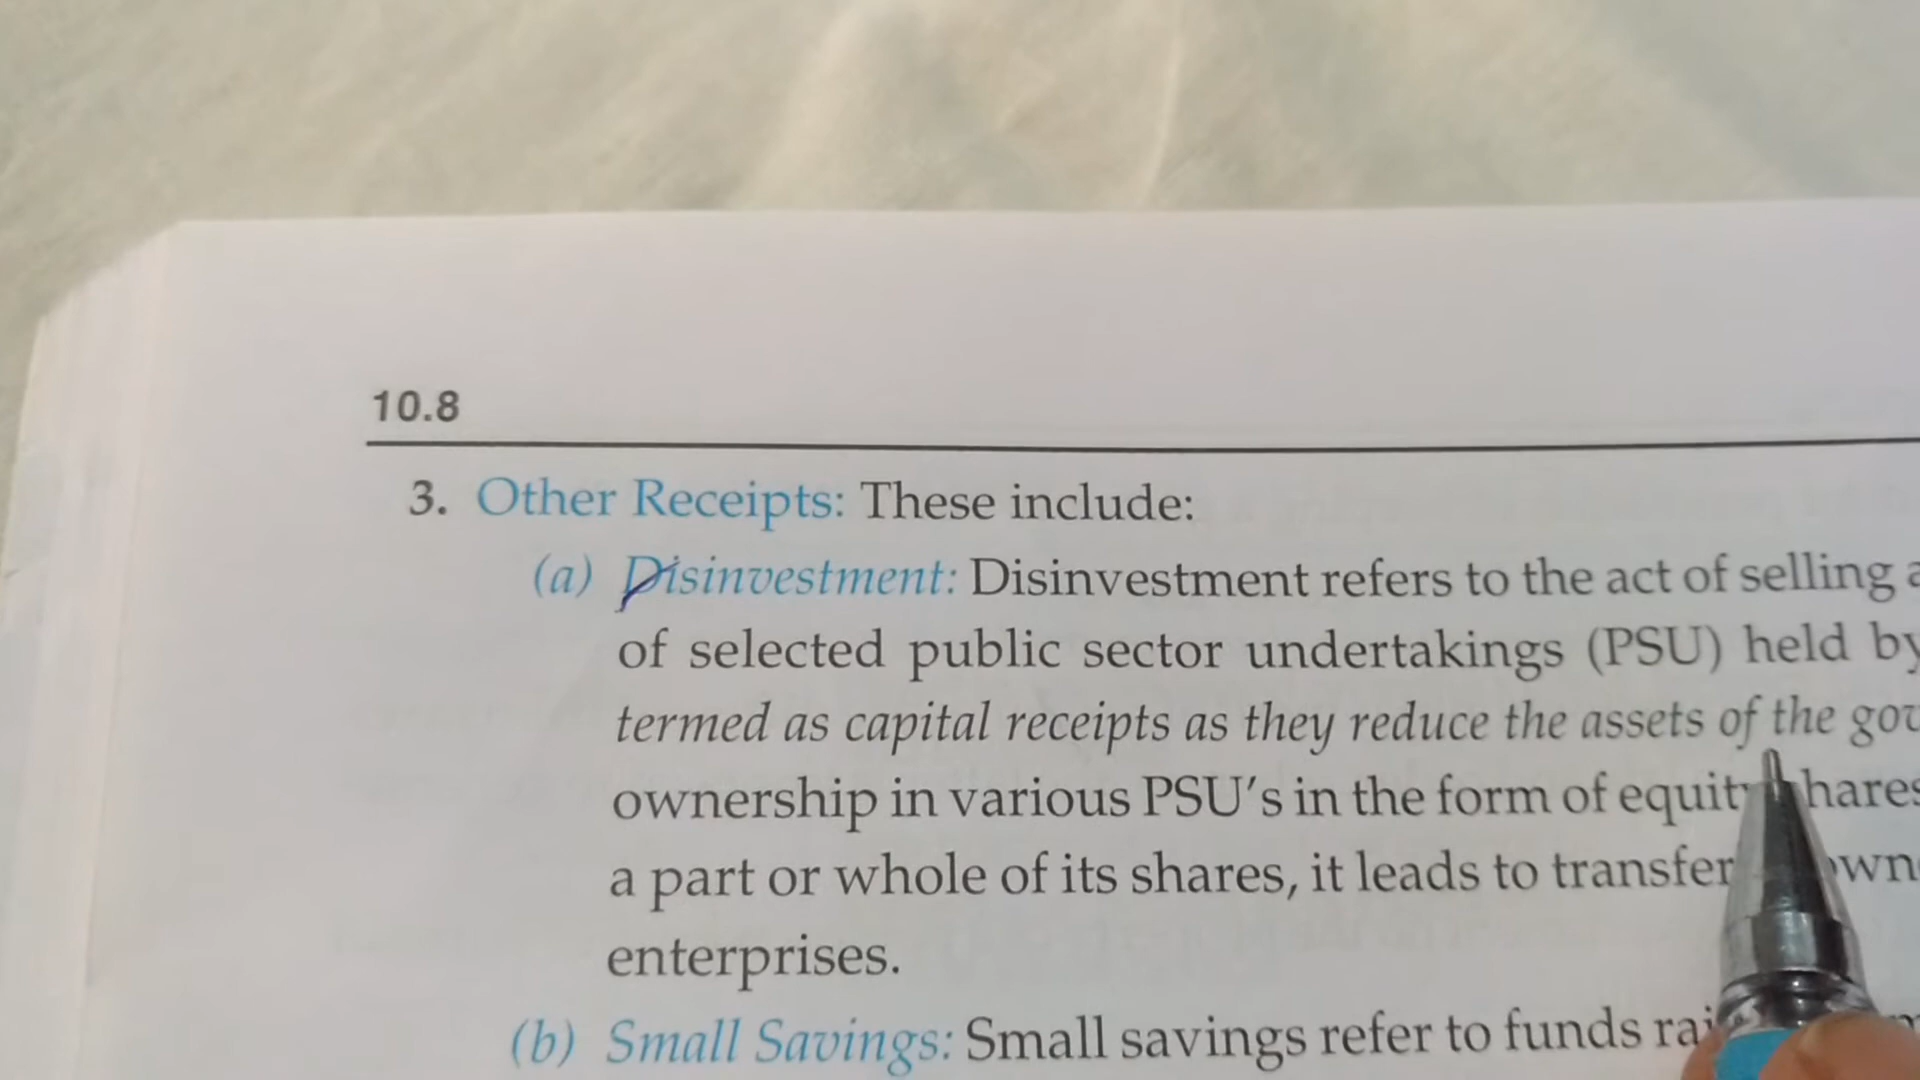 10.8
3. Other Receipts: These include:
(a) Disinvestment: Disinvestment refers to the act of selling
of selected public sector undertakings (PSU) held by
termed as capital receipts as they reduce the assets of the
ownership in various PSU's in the form of
a part or whole of its shares, it leads to transfer
enterprises.
(b) Small Savings: Small savings refer to funds